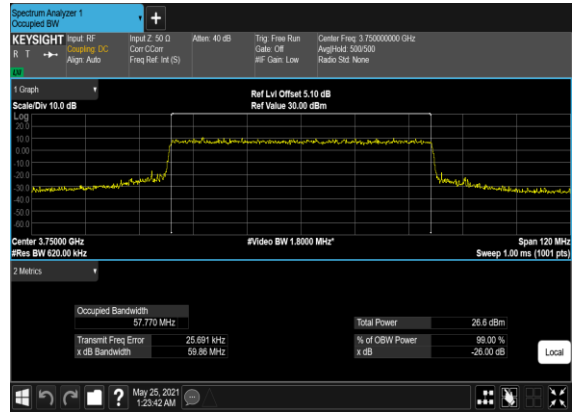 Spectrum Analyzer 1
Occupied BW
+
KEYSIGHT Input: RF Input Z: 50 Ω Atten: 40 dB Trig: Free Run Center Freq: 3.750000000 GHz
R T Coupling: DC Corr CCorr Gate: Off Avg|Hold: 500/500
Align: Auto Freq Ref: Int (S) #IF Gain: Low Radio Std: None
1 Graph
Ref Lvl Offset 5.10 dB
Scale/Div 10.0 dB Ref Value 30.00 dBm
Log
20.0
10.0
0.00
-10.0
-20.0
-30.0
-40.0
-50.0
-60.0
Center 3.75000 GHz #Video BW 1.8000 MHz* Span 120 MHz
#Res BW 620.00 kHz Sweep 1.00 ms (1001 pts)
2 Metrics
Occupied Bandwidth
57.770 MHz Total Power 26.6 dBm
Transmit Freq Error 25.691 kHz % of OBW Power 99.00 %
x dB Bandwidth 59.86 MHz x dB -26.00 dB
Local
? May 25, 2021
1:23:42 AM